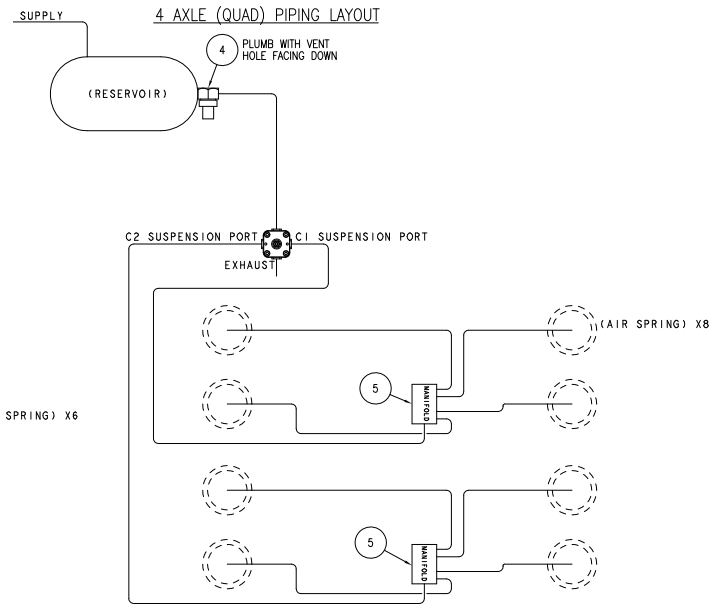 SUPPLY
4 AXLE (QUAD) PIPING LAYOUT
4
PLUMB WITH VENT
HOLE FACING DOWN
(RESERVOIR)
C2 SUSPENSION PORT
C1 SUSPENSION PORT
EXHAUST
(AIR SPRING) X8
5
MANIFOLD
SPRING) X6
5
MANIFOLD